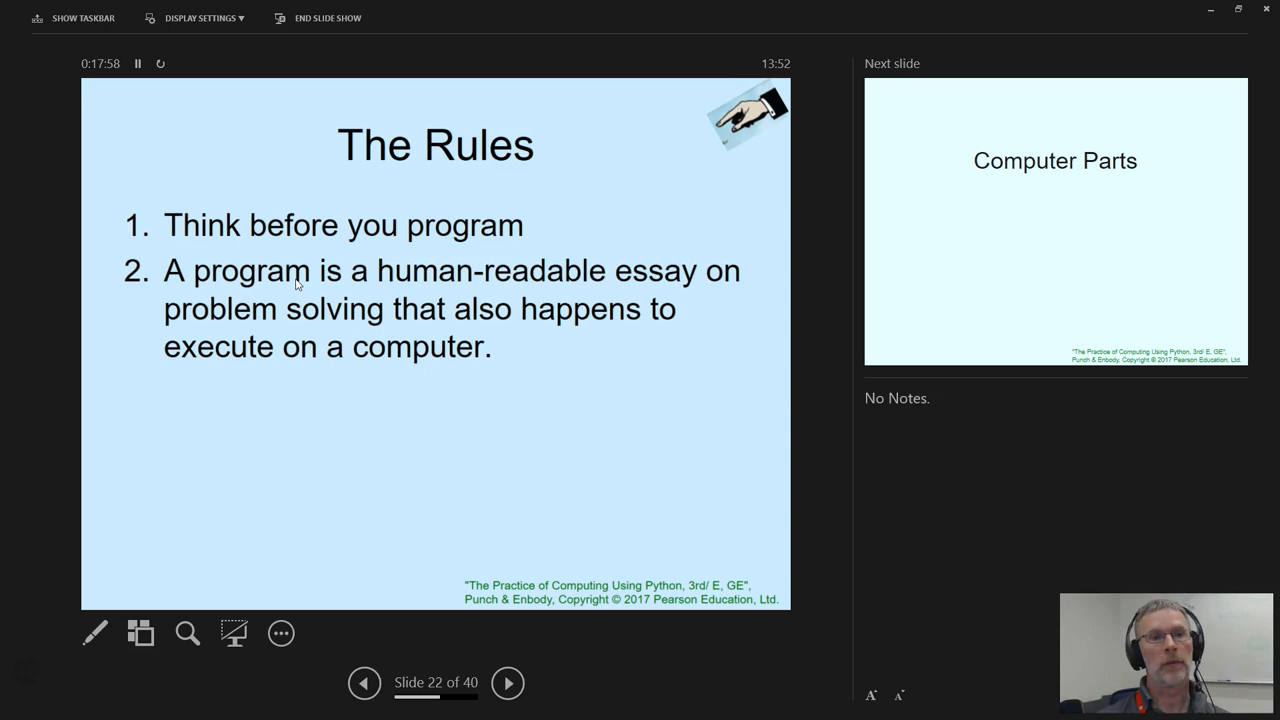 SHOW TASKBAR
DISPLAY SETTINGS ▼
END SLIDE SHOW
0:17:58
13:52
The Rules
1. Think before you program
2. A program is a human-readable essay on
problem solving that also happens to
execute on a computer.
"The Practice of Computing Using Python, 3rd/ E, GE",
Punch & Enbody, Copyright © 2017 Pearson Education, Ltd.
Slide 22 of 40
Next slide
Computer Parts
"The Practice of Computing Using Python, 3rd/ E, GE",
Punch & Enbody, Copyright © 2017 Pearson Education, Ltd.
No Notes.
A A